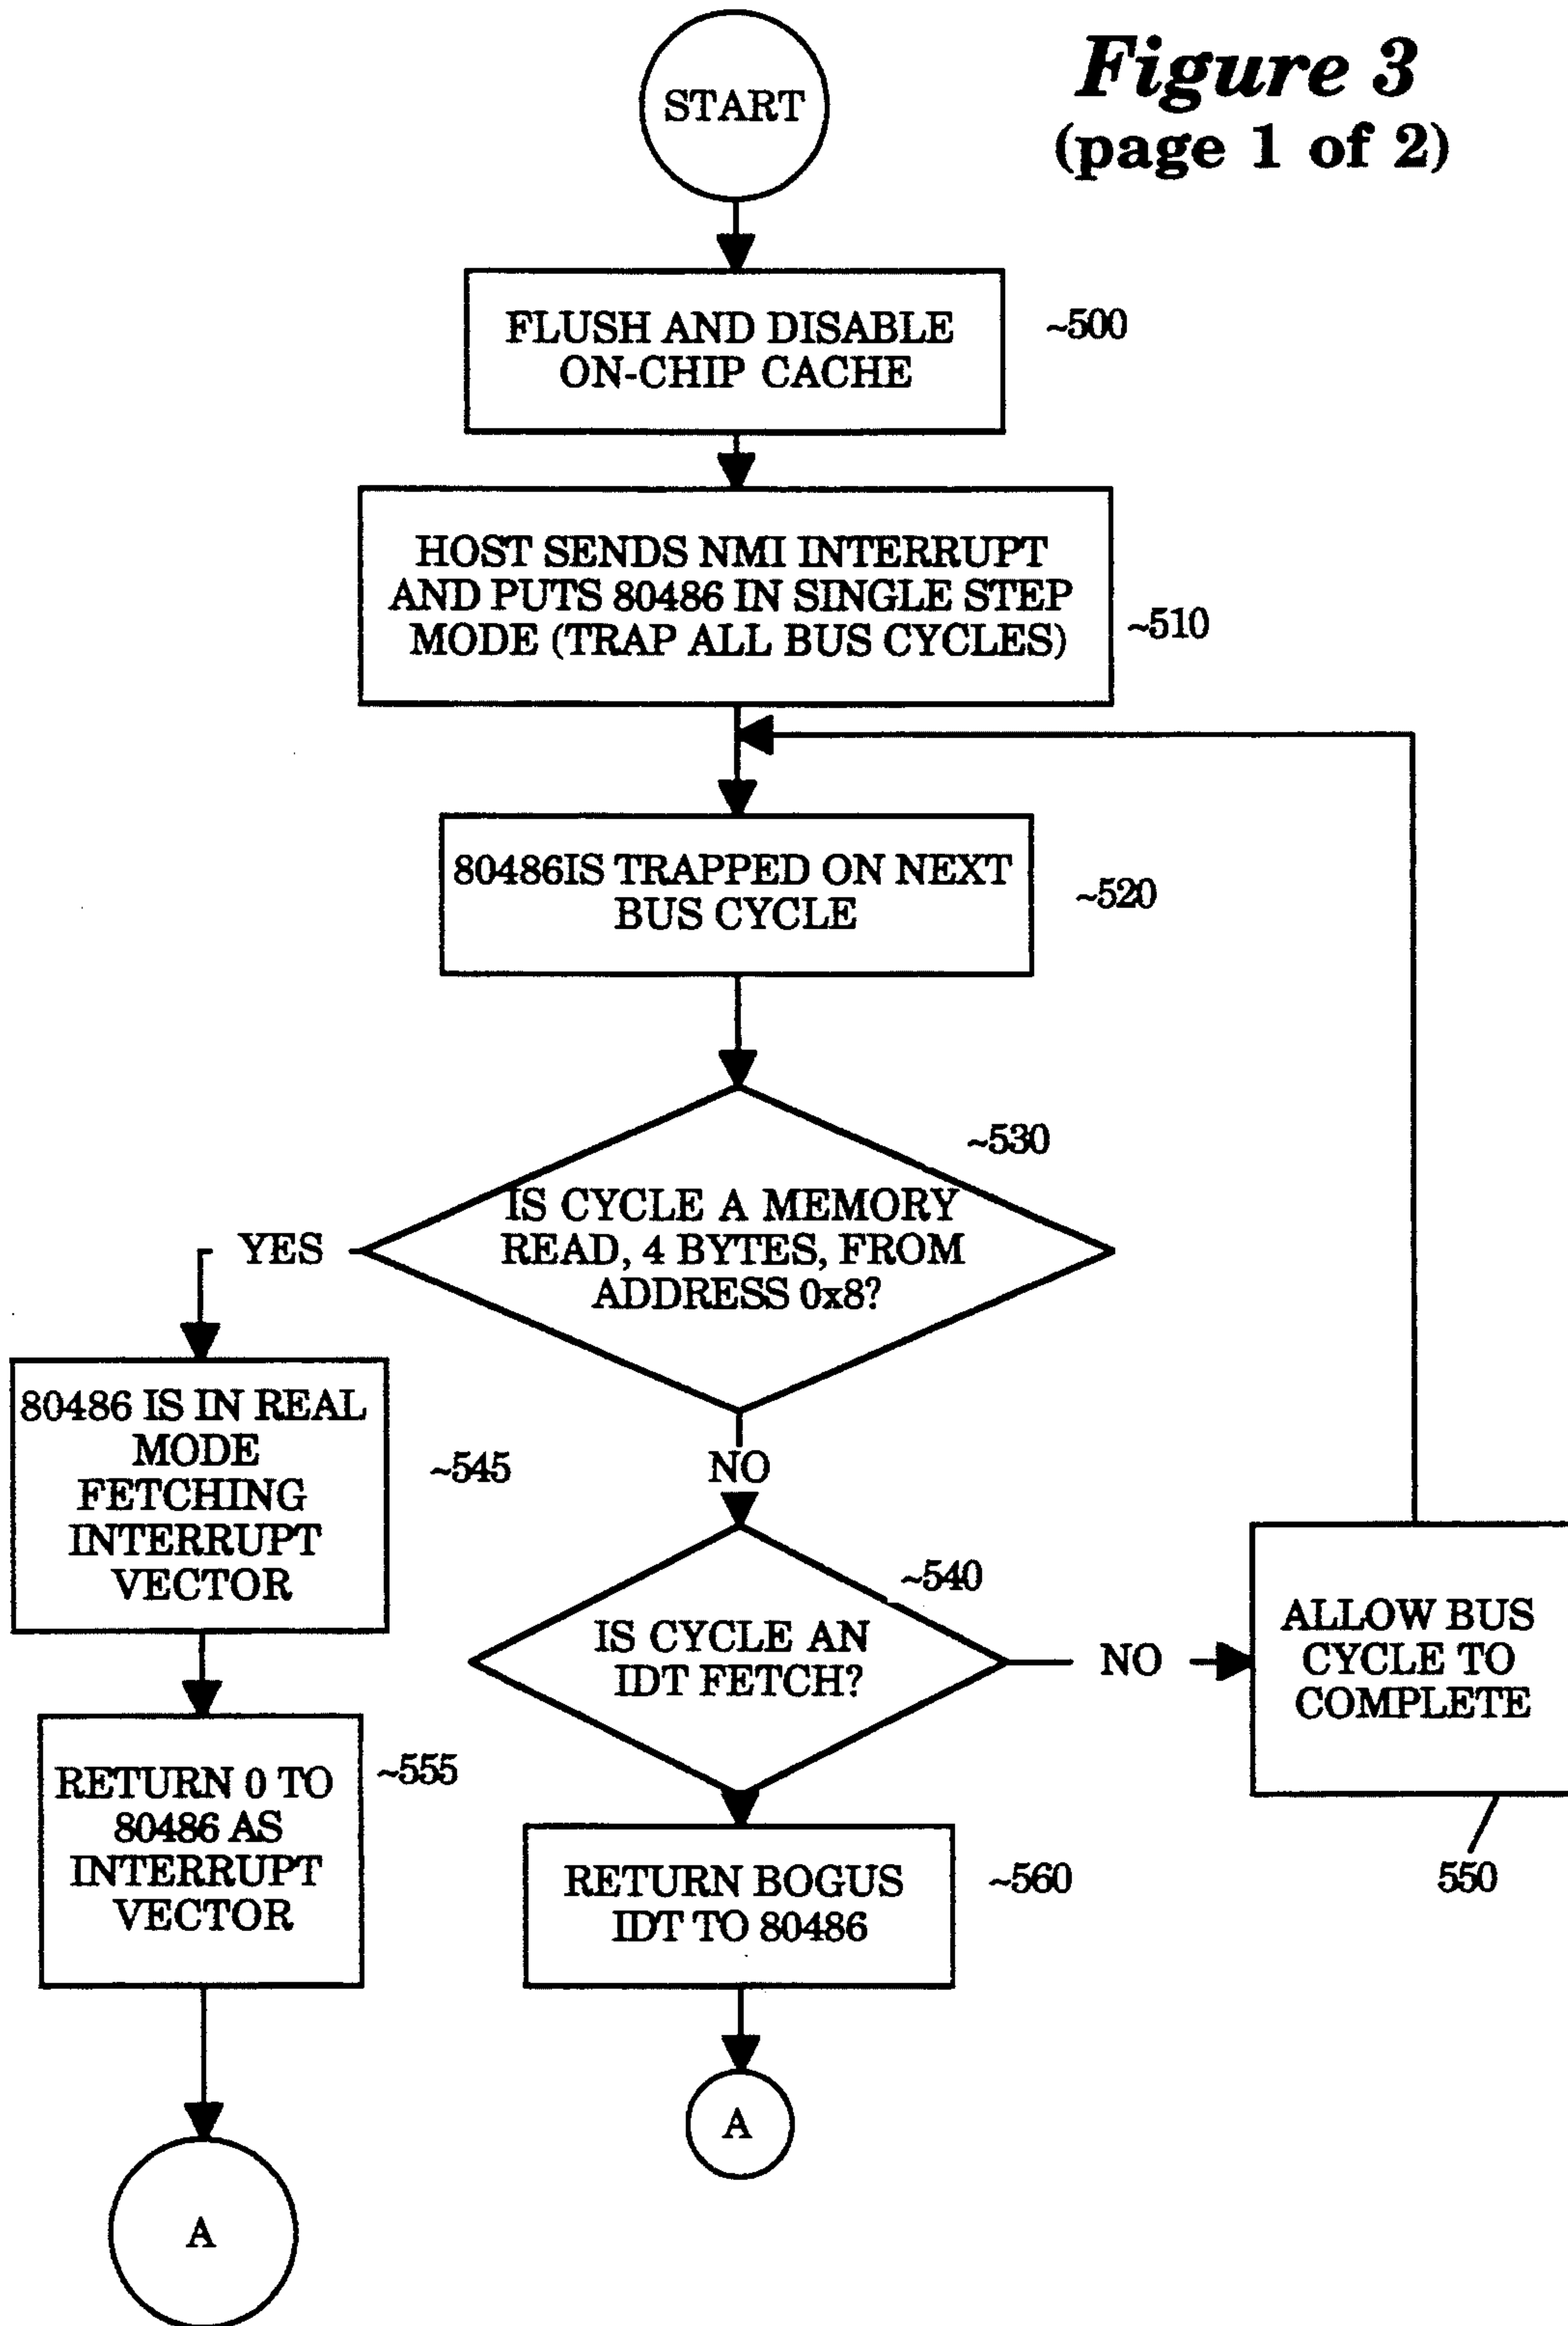 Figure 3
(page 1 of 2)
START
FLUSH AND DISABLE
ON-CHIP CACHE
~500
HOST SENDS NMI INTERRUPT
AND PUTS 80486 IN SINGLE STEP
MODE (TRAP ALL BUS CYCLES)
~510
80486IS TRAPPED ON NEXT
BUS CYCLE
~520
~530
IS CYCLE A MEMORY
READ, 4 BYTES, FROM
ADDRESS 0x8?
YES
80486 IS IN REAL
MODE
FETCHING
INTERRUPT
VECTOR
~545
NO
~540
IS CYCLE AN
IDT FETCH?
NO
ALLOW BUS
CYCLE TO
COMPLETE
550
RETURN 0 TO
80486 AS
INTERRUPT
VECTOR
~555
RETURN BOGUS
IDT TO 80486
~560
A
A